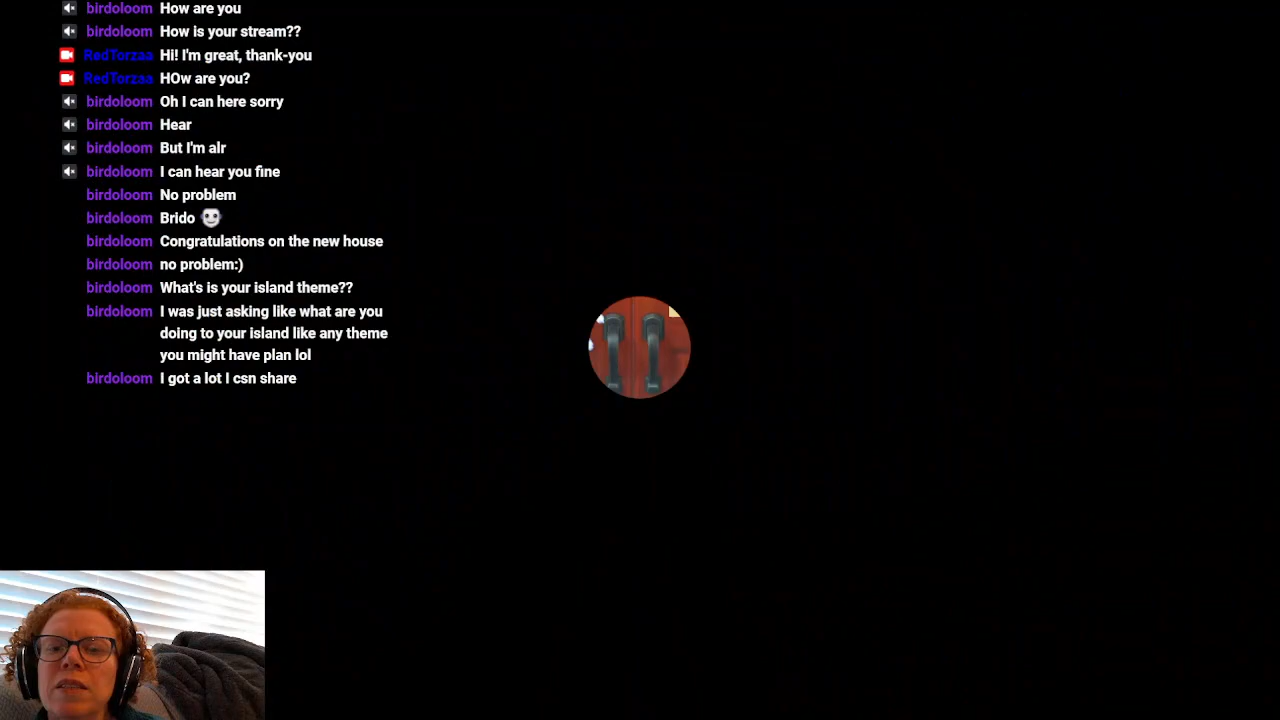 birdoloom How are you
birdoloom How is your stream??
RedTorzaa Hi! I'm great, thank-you
RedTorzaa HOw are you?
birdoloom Oh I can here sorry
birdoloom Hear
birdoloom But I'm alr
birdoloom I can hear you fine
birdoloom No problem
birdoloom Brido
birdoloom Congratulations on the new house
birdoloom no problem:)
birdoloom What's is your island theme??
birdoloom I was just asking like what are you
doing to your island like any theme
you might have plan lol
birdoloom I got a lot I csn share